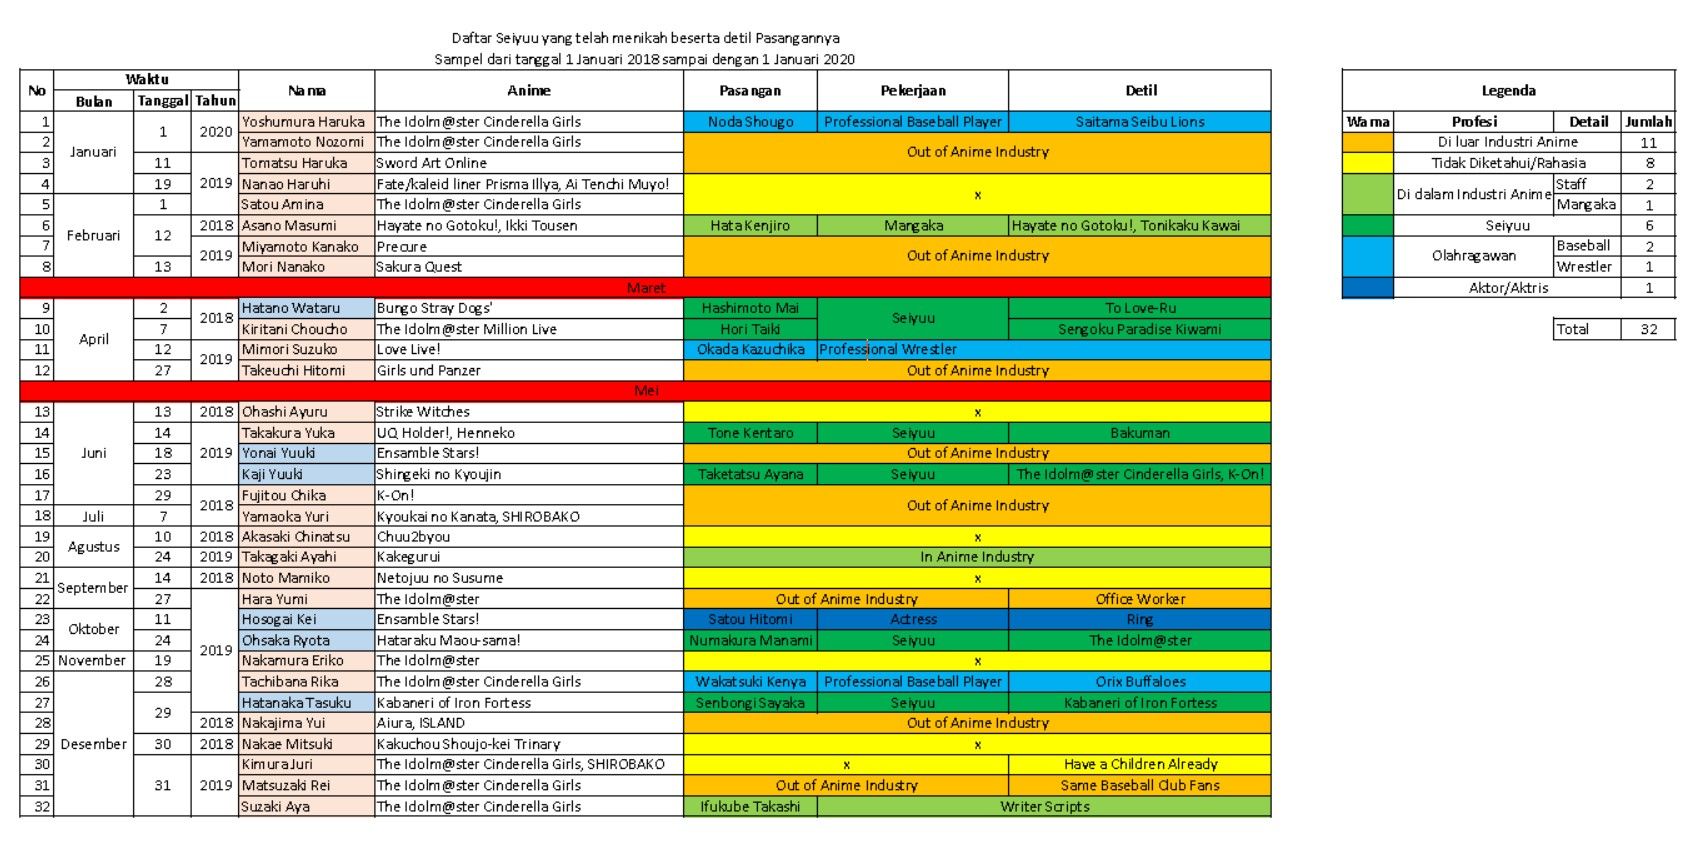 Daftar Seiyuu yang telah menikah beserta detil Pasangannya
Sampel dari tanggal 1 Januari 2018 sampai dengan 1 Januari 2020
No Waktu Nama Anime Pasangan Pekerjaan Detil
Bulan Tanggal Tahun
1 Januari 1 2020 Yoshumura Haruka The Idolm@ster Cinderella Girls Noda Shougo Professional Baseball Player Saitama Seibu Lions
2 Yamamoto Nozomi The Idolm@ster Cinderella Girls Out of Anime Industry
3 11 2019 Tomatsu Haruka Sword Art Online
4 19 Nanao Haruhi Fate/kaleid liner Prisma Illya, Ai Tenchi Muyo! x
5 Februari 1 Satou Amina The Idolm@ster Cinderella Girls
6 12 2018 Asano Masumi Hayate no Gotoku!, Ikki Tousen Hata Kenjiro Mangaka Hayate no Gotoku!, Tonikaku Kawai
7 2019 Miyamoto Kanako Precure Out of Anime Industry
8 13 Mori Nanako Sakura Quest
Maret
9 April 2 2018 Hatano Wataru Bungo Stray Dogs' Hashimoto Mai Seiyuu To Love-Ru
10 7 Kiritani Choucho The Idolm@ster Million Live Hori Taiki Sengoku Paradise Kiwami
11 12 2019 Mimori Suzuko Love Live! Okada Kazuchika Professional Wrestler
12 27 Takeuchi Hitomi Girls und Panzer Out of Anime Industry
Mei
13 Juni 13 2018 Ohashi Ayuru Strike Witches x
14 14 2019 Takakura Yuka UQ Holder!, Henneko Tone Kentaro Seiyuu Bakuman
15 18 Yonai Yuuki Ensamble Stars! Out of Anime Industry
16 23 Kaji Yuuki Shingeki no Kyoujin Taketatsu Ayana Seiyuu The Idolm@ster Cinderella Girls, K-On!
17 29 2018 Fujitou Chika K-On! Out of Anime Industry
18 Juli 7 Yamaoka Yuri Kyoukai no Kanata, SHIROBAKO
19 Agustus 10 2018 Akasaki Chinatsu Chuu2byou x
20 24 2019 Takagaki Ayahi Kakegurui In Anime Industry
21 September 14 2018 Noto Mamiko Netojuu no Susume x
22 27 2019 Hara Yumi The Idolm@ster Out of Anime Industry Office Worker
23 Oktober 11 Hosogai Kei Ensamble Stars! Satou Hitomi Actress Ring
24 24 Ohsaka Ryota Hataraku Maou-sama! Numakura Manami Seiyuu The Idolm@ster
25 November 19 Nakamura Eriko The Idolm@ster x
26 Desember 28 Tachibana Rika The Idolm@ster Cinderella Girls Wakatsuki Kenya Professional Baseball Player Orix Buffaloes
27 29 Hatanaka Tasuku Kabaneri of Iron Fortess Senbongi Sayaka Seiyuu Kabaneri of Iron Fortess
28 2018 Nakajima Yui Aiura, ISLAND Out of Anime Industry
29 30 2018 Nakae Mitsuki Kakuchou Shoujo-kei Trinary x
30 31 2019 Kimura Juri The Idolm@ster Cinderella Girls, SHIROBAKO x Have a Children Already
31 Matsuzaki Rei The Idolm@ster Cinderella Girls Out of Anime Industry Same Baseball Club Fans
32 Suzaki Aya The Idolm@ster Cinderella Girls Ifukube Takashi Writer Scripts
Legenda
Warna Profesi Detail Jumlah
Di luar Industri Anime 11
Tidak Diketahui/Rahasia 8
Di dalam Industri Anime Staff 2
Mangaka 1
Seiyuu 6
Olahragawan Baseball 2
Wrestler 1
Aktor/Aktris 1
Total 32